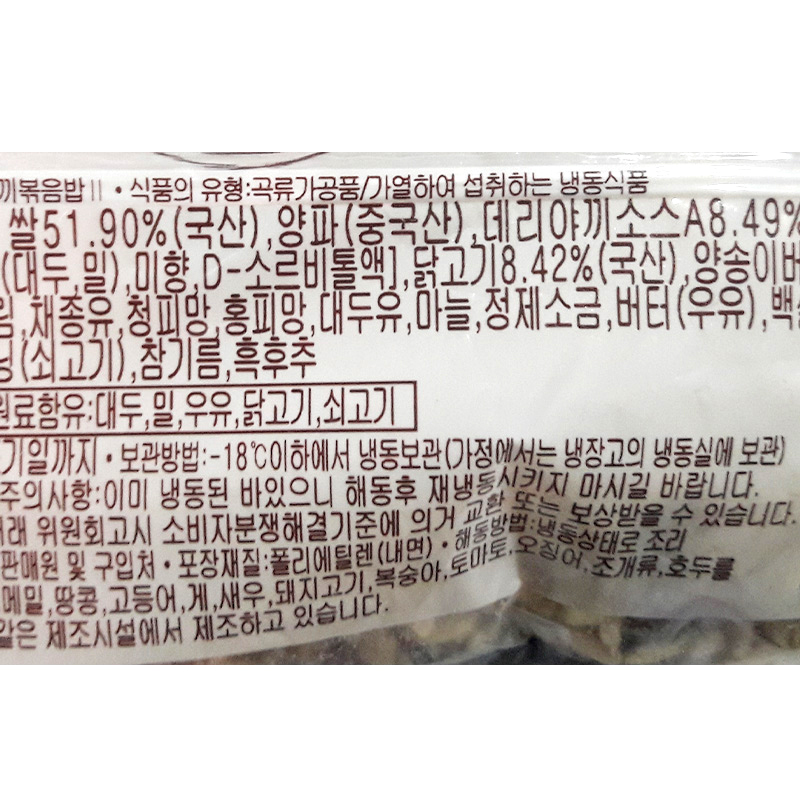 끼볶음밥Ⅱ •식품의 유형:곡류가공품/가열하여 섭취하는 냉동식품
쌀51.90%(국산),양파(중국산),데리야끼소스A8.49%
(대두,밀),미향,D-소르비톨액],닭고기8.42%(국산),양송이버
,채종유,청피망,홍피망,대두유,마늘,정제소금,버터(우유),백
(쇠고기),참기름,흑후추
원료함유:대두,밀,우유,닭고기,쇠고기
기일까지 •보관방법:-18℃이하에서 냉동보관(가정에서는 냉장고의 냉동실에 보관)
주의사항:이미 냉동된 바있으니 해동후 재냉동시키지 마시길 바랍니다.
래 위원회고시 소비자분쟁해결기준에 의거 교환 또는 보상받을 수 있습니다.
판매원 및 구입처 •포장재질:폴리에틸렌(내면) •해동방법:냉동상태로 조리
메밀,땅콩,고등어,게,새우,돼지고기,복숭아,토마토,오징어,조개류,호두를
같은 제조시설에서 제조하고 있습니다.